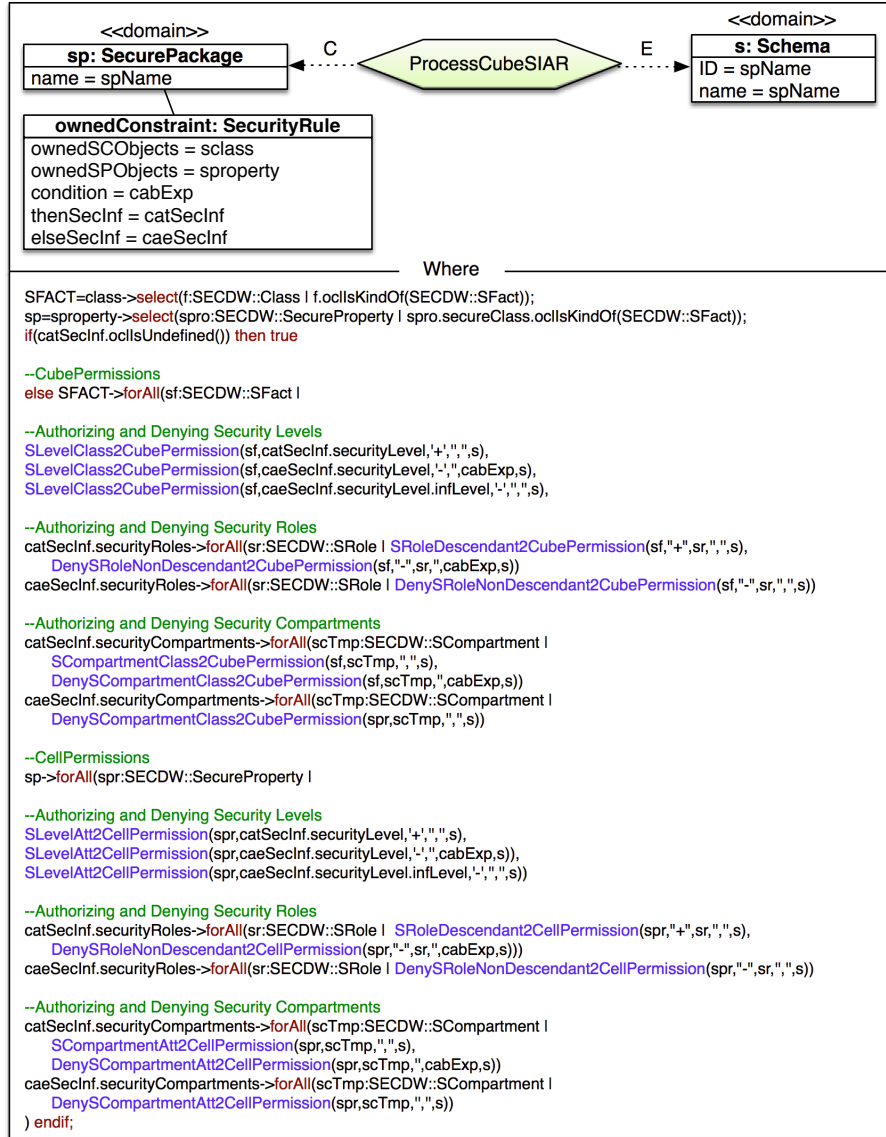 <<domain>>
sp: SecurePackage
name = spName
C
ProcessCubeSIAR
E
<<domain>>
s: Schema
ID = spName
name = spName
ownedConstraint: SecurityRule
ownedSCObjects = sclass
ownedSPObjects = sproperty
condition = cabExp
thenSecInf = catSecInf
elseSecInf = caeSecInf
Where
SFACT=class->select(f:SECDW::Class | f.oclIsKindOf(SECDW::SFact));
sp=sproperty->select(spro:SECDW::SecureProperty | spro.secureClass.oclIsKindOf(SECDW::SFact));
if(catSecInf.oclIsUndefined()) then true
--CubePermissions
else SFACT->forAll(sf:SECDW::SFact |
--Authorizing and Denying Security Levels
SLevelClass2CubePermission(sf,catSecInf.securityLevel,'+','','',s),
SLevelClass2CubePermission(sf,caeSecInf.securityLevel,'-','',cabExp,s),
SLevelClass2CubePermission(sf,caeSecInf.securityLevel.infLevel,'-','','',s),
--Authorizing and Denying Security Roles
catSecInf.securityRoles->forAll(sr:SECDW::SRole | SRoleDescendant2CubePermission(sf,"+",sr,'','',s),
DenySRoleNonDescendant2CubePermission(sf,"-",sr,'',cabExp,s))
caeSecInf.securityRoles->forAll(sr:SECDW::SRole | DenySRoleNonDescendant2CubePermission(sf,"-",sr,'','',s))
--Authorizing and Denying Security Compartments
catSecInf.securityCompartments->forAll(scTmp:SECDW::SCompartment |
SCompartmentClass2CubePermission(sf,scTmp,'','',s),
DenySCompartmentClass2CubePermission(sf,scTmp,'',cabExp,s))
caeSecInf.securityCompartments->forAll(scTmp:SECDW::SCompartment |
DenySCompartmentClass2CubePermission(spr,scTmp,'','',s))
--CellPermissions
sp->forAll(spr:SECDW::SecureProperty |
--Authorizing and Denying Security Levels
SLevelAtt2CellPermission(spr,catSecInf.securityLevel,'+','','',s),
SLevelAtt2CellPermission(spr,caeSecInf.securityLevel,'-','',cabExp,s)),
SLevelAtt2CellPermission(spr,caeSecInf.securityLevel.infLevel,'-','','',s))
--Authorizing and Denying Security Roles
catSecInf.securityRoles->forAll(sr:SECDW::SRole | SRoleDescendant2CellPermission(spr,"+",sr,'','',s),
DenySRoleNonDescendant2CellPermission(spr,"-",sr,'',cabExp,s)))
caeSecInf.securityRoles->forAll(sr:SECDW::SRole | DenySRoleNonDescendant2CellPermission(spr,"-",sr,'','',s))
--Authorizing and Denying Security Compartments
catSecInf.securityCompartments->forAll(scTmp:SECDW::SCompartment |
SCompartmentAtt2CellPermission(spr,scTmp,'','',s),
DenySCompartmentAtt2CellPermission(spr,scTmp,'',cabExp,s))
caeSecInf.securityCompartments->forAll(scTmp:SECDW::SCompartment |
DenySCompartmentAtt2CellPermission(spr,scTmp,'','',s))
) endif;